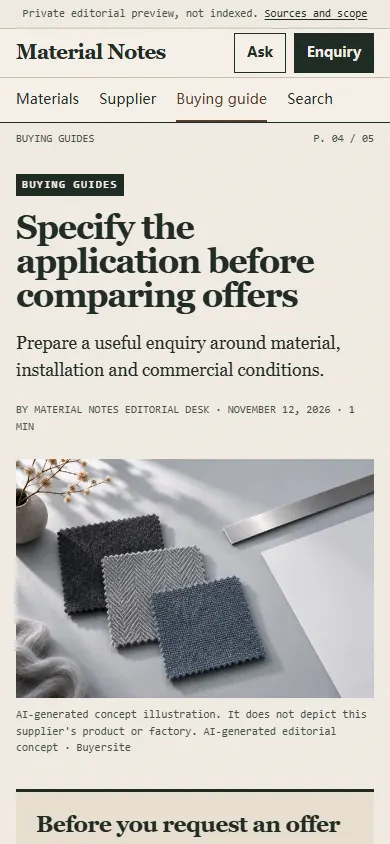 Private editorial preview, not indexed. Sources and scope
Material Notes
Ask
Enquiry
Materials
Supplier
Buying guide
Search
BUYING GUIDES
P. 04 / 05
BUYING GUIDES
Specify the
application before
comparing offers
Prepare a useful enquiry around material,
installation and commercial conditions.
BY MATERIAL NOTES EDITORIAL DESK · NOVEMBER 12, 2026 · 1
MIN
AI-generated concept illustration. It does not depict this
supplier's product or factory. AI-generated editorial
concept · Buyersite
Before you request an offer